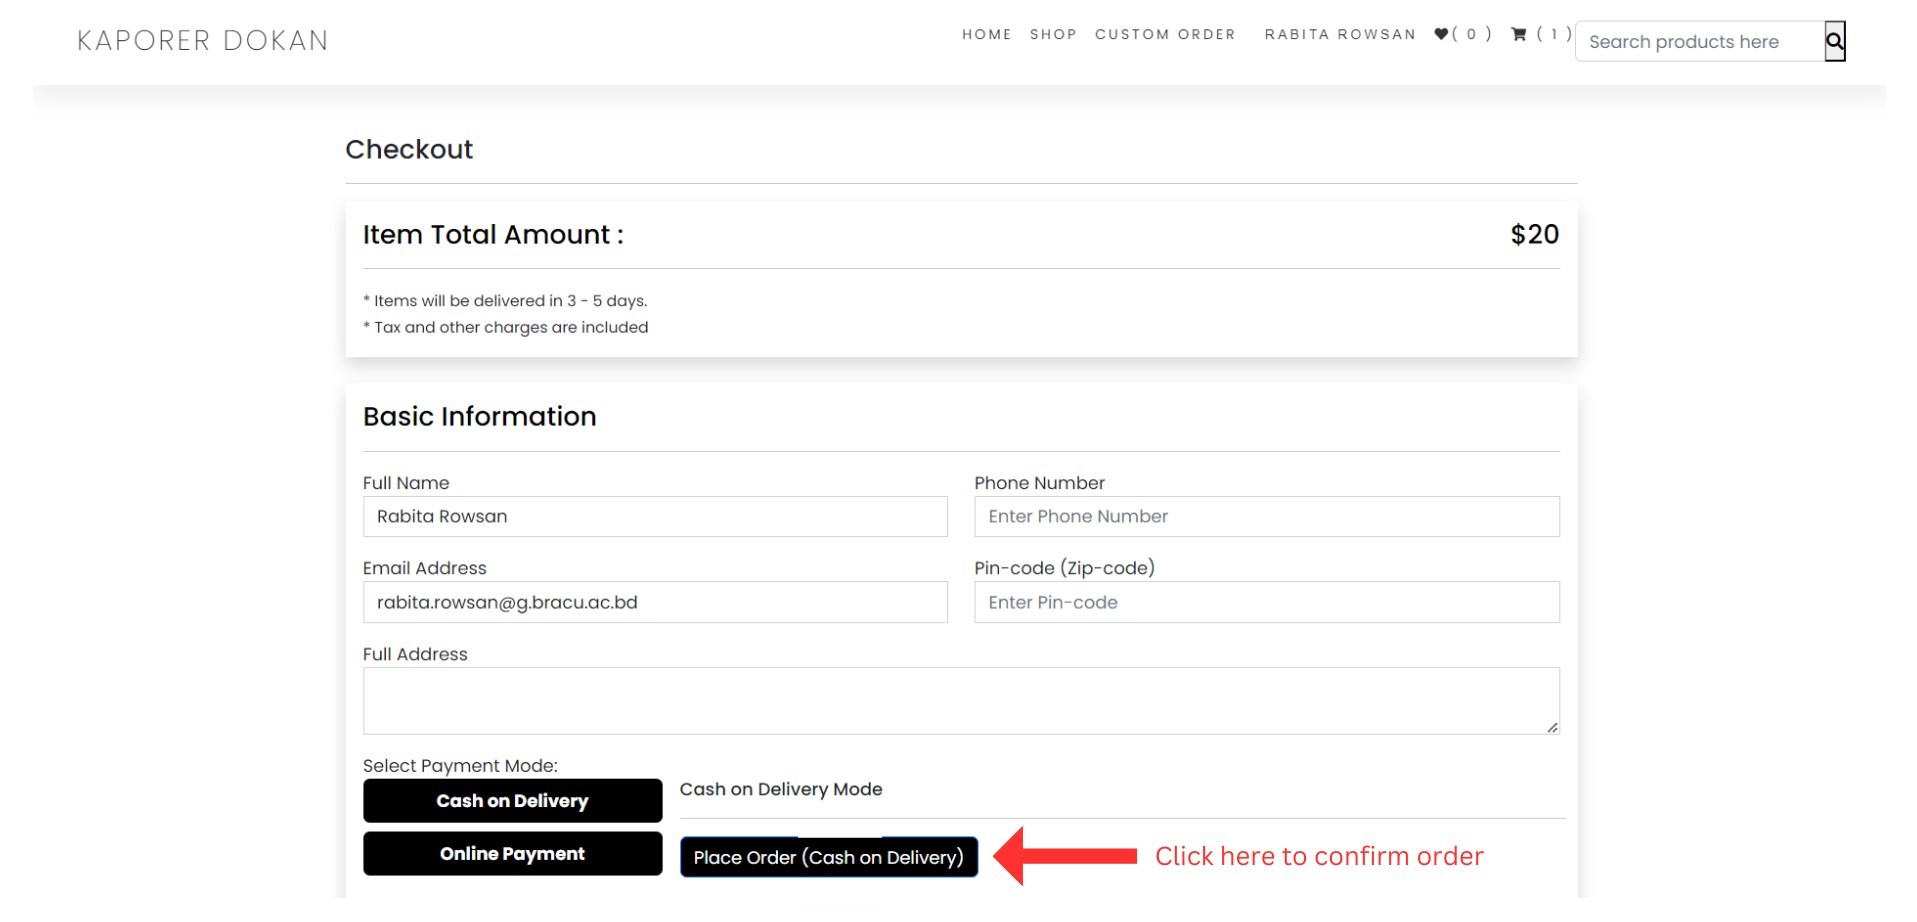 KAPORER DOKAN
HOME SHOP CUSTOM ORDER RABITA ROWSAN ( 0 ) ( 1 ) Search products here
Checkout
Item Total Amount : $20
* Items will be delivered in 3 - 5 days.
* Tax and other charges are included
Basic Information
Full Name
Rabita Rowsan
Phone Number
Enter Phone Number
Email Address
rabita.rowsan@g.bracu.ac.bd
Pin-code (Zip-code)
Enter Pin-code
Full Address
Select Payment Mode:
Cash on Delivery
Online Payment
Cash on Delivery Mode
Place Order (Cash on Delivery)
Click here to confirm order